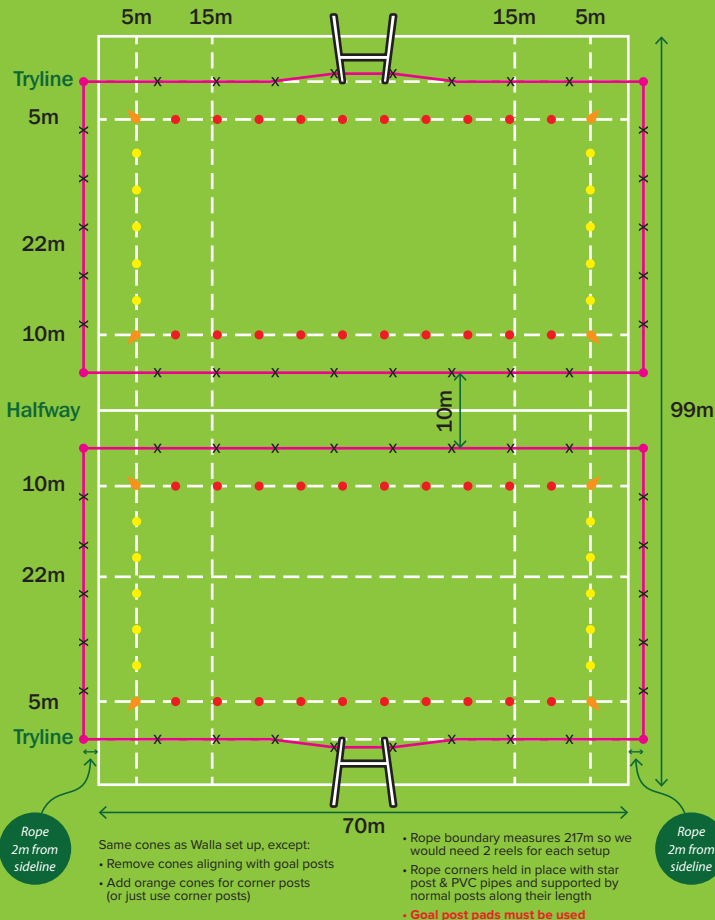 5m 15m 15m 5m
Tryline
5m
22m
10m
Halfway
10m
99m
10m
22m
5m
Tryline
70m
Rope
2m from
sideline
Same cones as Walla set up, except:
• Remove cones aligning with goal posts
• Add orange cones for corner posts
(or just use corner posts)
• Rope boundary measures 217m so we
would need 2 reels for each setup
• Rope corners held in place with star
post & PVC pipes and supported by
normal posts along their length
• Goal post pads must be used
Rope
2m from
sideline